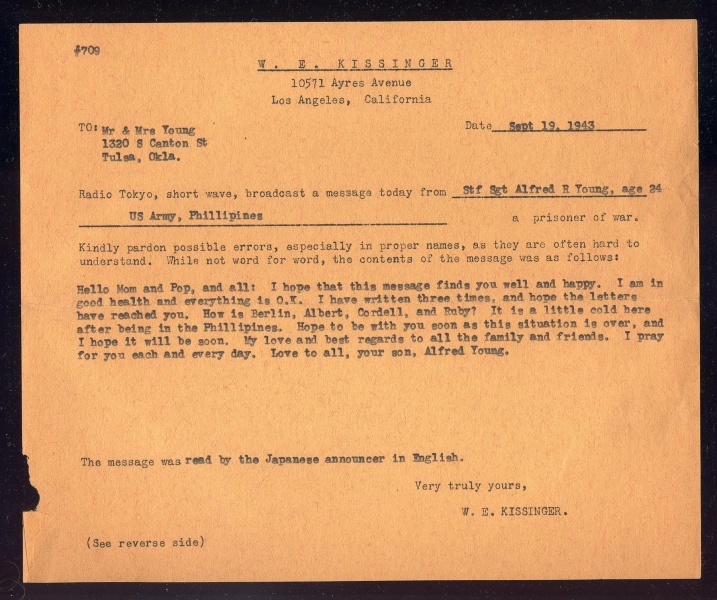 #709
W. E. KISSINGER
10571 Ayres Avenue
Los Angeles, California
TO: Mr & Mrs Young
1320 S Canton St
Tulsa, Okla.
Date Sept 19, 1943
Radio Tokyo, short wave, broadcast a message today from Stf Sgt Alfred R Young, age 24
US Army, Phillipines a prisoner of war.
Kindly pardon possible errors, especially in proper names, as they are often hard to
understand. While not word for word, the contents of the message was as follows:
Hello Mom and Pop, and all: I hope that this message finds you well and happy. I am in
good health and everything is O.K. I have written three times, and hope the letters
have reached you. How is Berlin, Albert, Cordell, and Ruby? It is a little cold here
after being in the Phillipines. Hope to be with you soon as this situation is over, and
I hope it will be soon. My love and best regards to all the family and friends. I pray
for you each and every day. Love to all, your son, Alfred Young.
The message was read by the Japanese announcer in English.
Very truly yours,
W. E. KISSINGER.
(See reverse side)